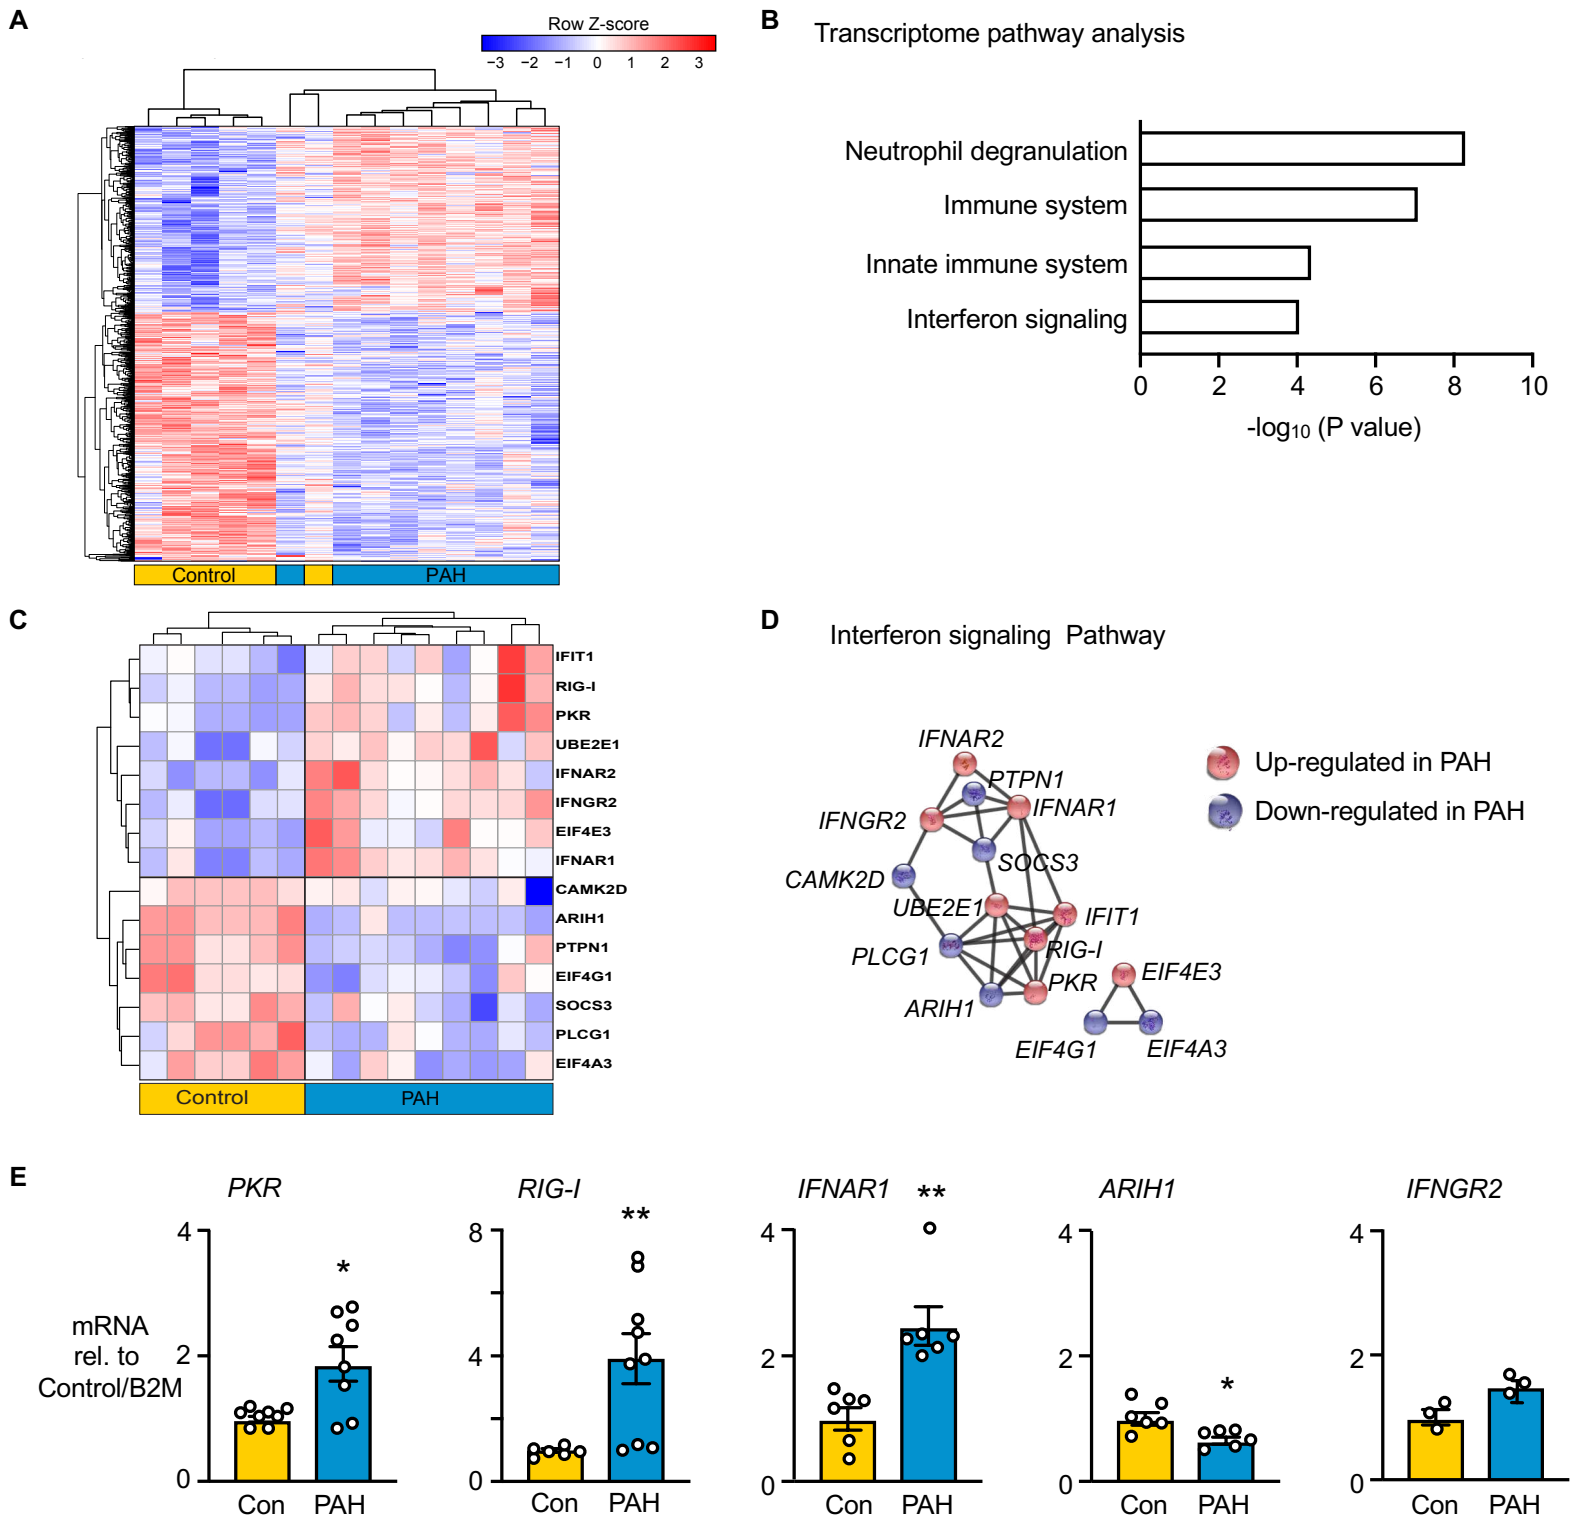 A
Row Z-score
−3 −2 −1 0 1 2 3
Control
PAH
B
Transcriptome pathway analysis
Neutrophil degranulation
Immune system
Innate immune system
Interferon signaling
0 2 4 6 8 10
-log10 (P value)
C
IFIT1
RIG-I
PKR
UBE2E1
IFNAR2
IFNGR2
EIF4E3
IFNAR1
CAMK2D
ARIH1
PTPN1
EIF4G1
SOCS3
PLCG1
EIF4A3
Control
PAH
D
Interferon signaling Pathway
IFNAR2
PTPN1
IFNAR1
IFNGR2
SOCS3
CAMK2D
UBE2E1
IFIT1
RIG-I
PLCG1
PKR
ARIH1
EIF4E3
EIF4G1
EIF4A3
Up-regulated in PAH
Down-regulated in PAH
E
mRNA
rel. to
Control/B2M
PKR
4
2
0
*
Con PAH
RIG-I
8
4
0
**
Con PAH
IFNAR1
4
2
0
**
Con PAH
ARIH1
4
2
0
*
Con PAH
IFNGR2
4
2
0
Con PAH